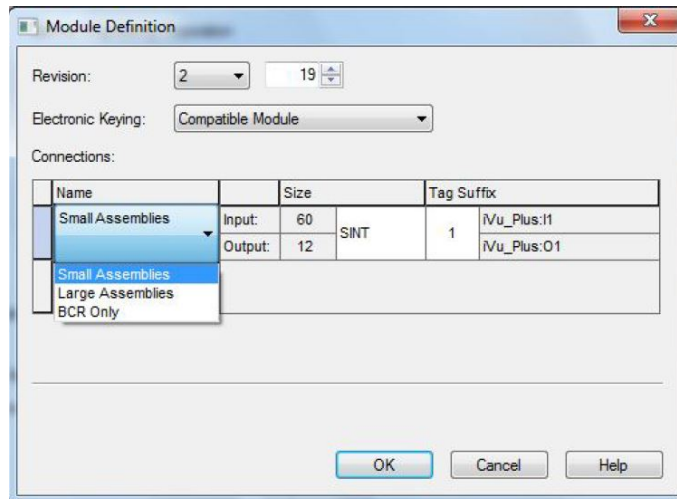 Module Definition
Revision: 2 19
Electronic Keying: Compatible Module
Connections:
Name Size Tag Suffix
Small Assemblies Input: 60 SINT 1 iVu_Plus:I1
Output: 12 iVu_Plus:O1
Small Assemblies
Large Assemblies
BCR Only
OK Cancel Help